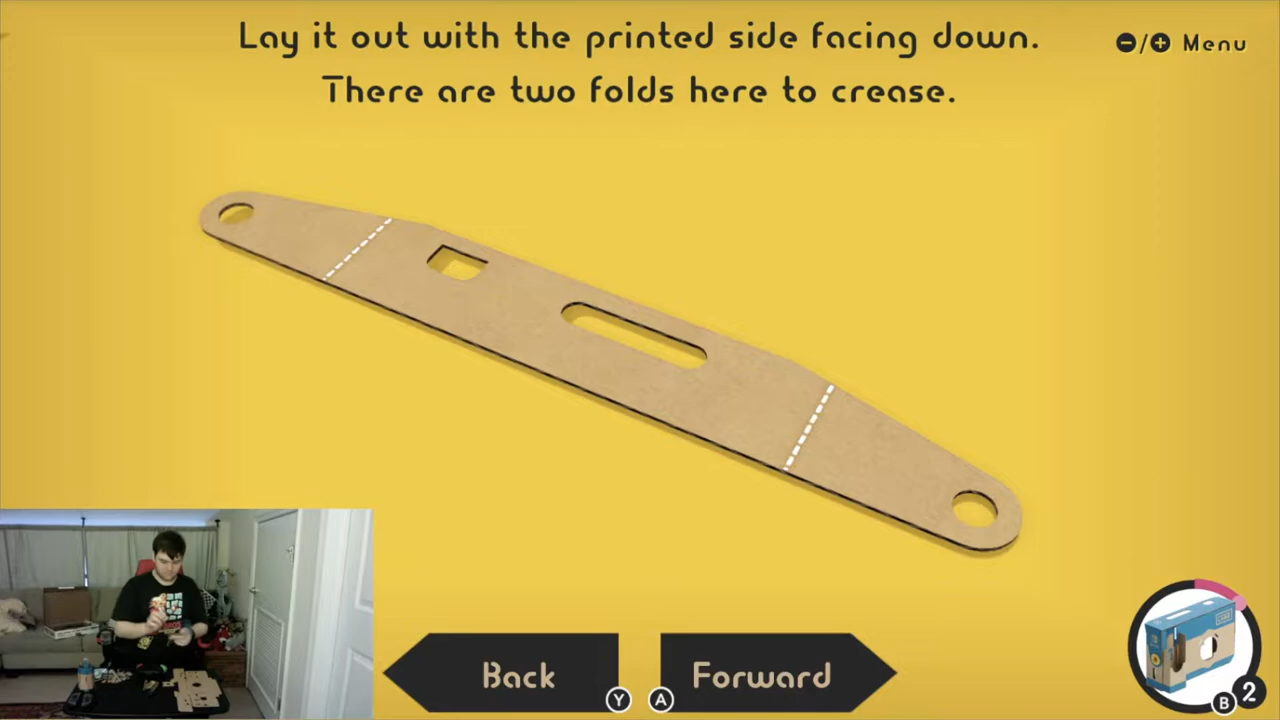 Lay it out with the printed side facing down.
There are two folds here to crease.
-/+ Menu
Back
Y
A
Forward
B
2